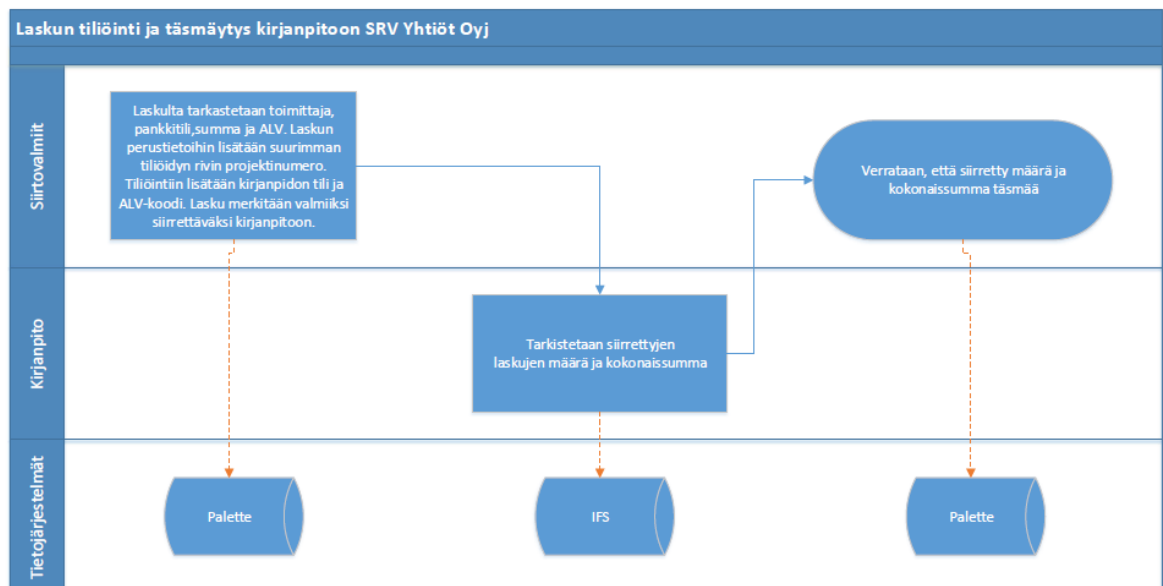 Laskun tiliöinti ja täsmäytys kirjanpitoon SRV Yhtiöt Oyj
Siirtovalmiit
Laskulta tarkastetaan toimittaja,
pankkitili,summa ja ALV. Laskun
perustietoihin lisätään suurimman
tiliöidyn rivin projektinumero.
Tiliöintiin lisätään kirjanpidon tili ja
ALV-koodi. Lasku merkitään valmiiksi
siirrettäväksi kirjanpitoon.
Verrataan, että siirretty määrä ja
kokonaissumma täsmää
Kirjanpito
Tarkistetaan siirrettyjen
laskujen määrä ja kokonaissumma
Tietojärjestelmät
Palette
IFS
Palette